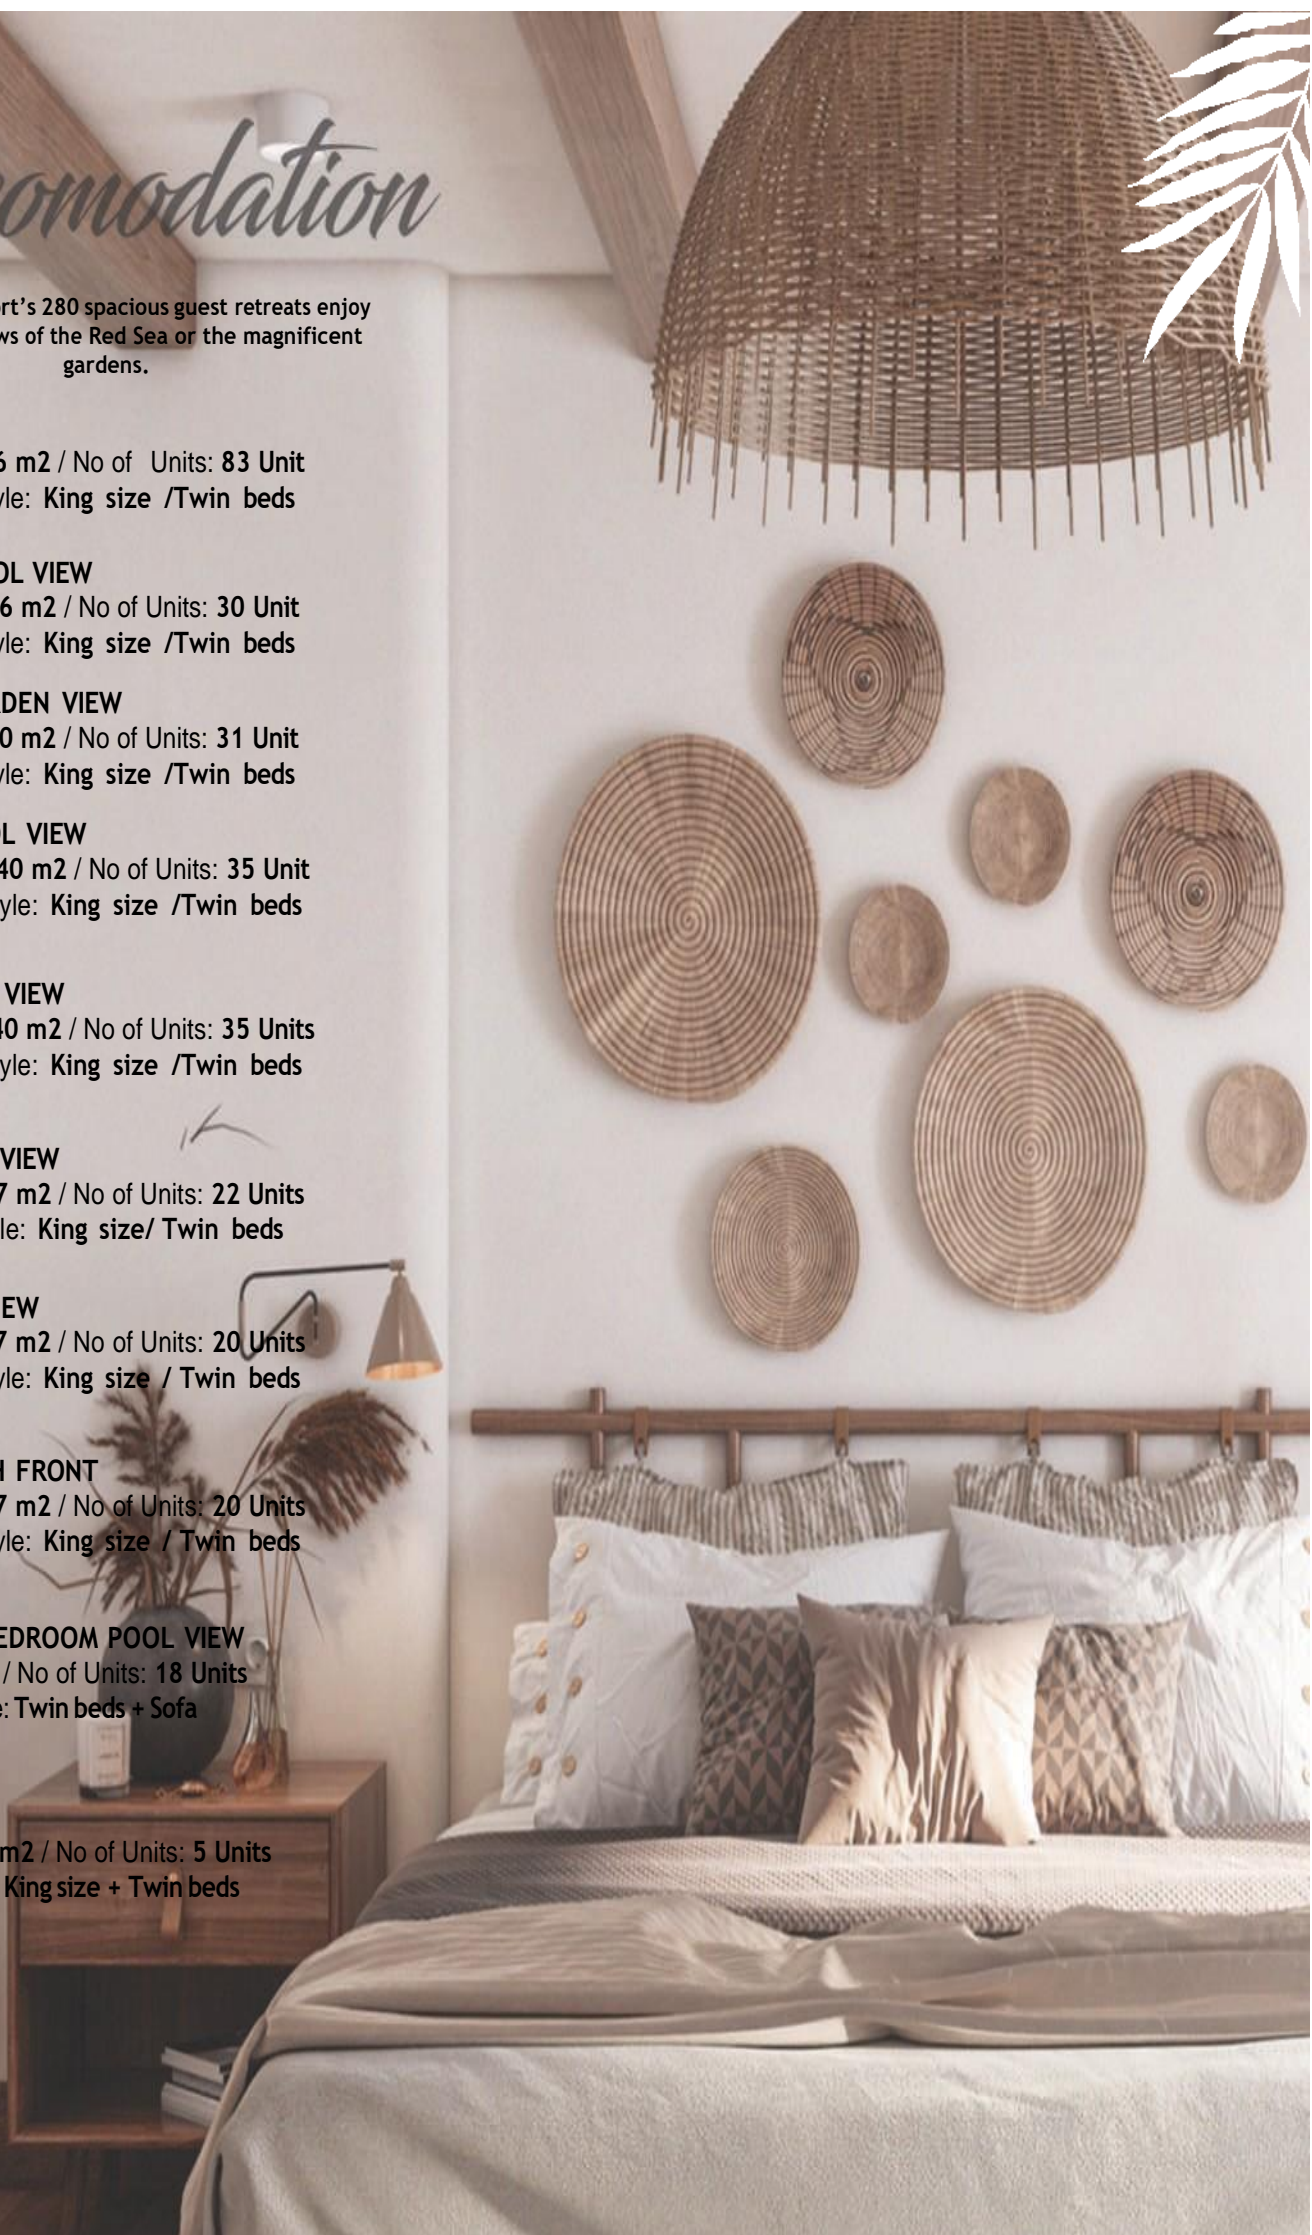 omodation
rt's 280 spacious guest retreats enjoy
ws of the Red Sea or the magnificent
gardens.
6 m2 / No of Units: 83 Unit
yle: King size /Twin beds
OL VIEW
6 m2 / No of Units: 30 Unit
yle: King size /Twin beds
DEN VIEW
0 m2 / No of Units: 31 Unit
yle: King size /Twin beds
L VIEW
40 m2 / No of Units: 35 Unit
yle: King size /Twin beds
VIEW
40 m2 / No of Units: 35 Units
yle: King size /Twin beds
VIEW
7 m2 / No of Units: 22 Units
le: King size/ Twin beds
EW
7 m2 / No of Units: 20 Units
yle: King size / Twin beds
H FRONT
7 m2 / No of Units: 20 Units
yle: King size / Twin beds
EDROOM POOL VIEW
/ No of Units: 18 Units
e: Twin beds + Sofa
m2 / No of Units: 5 Units
King size + Twin beds